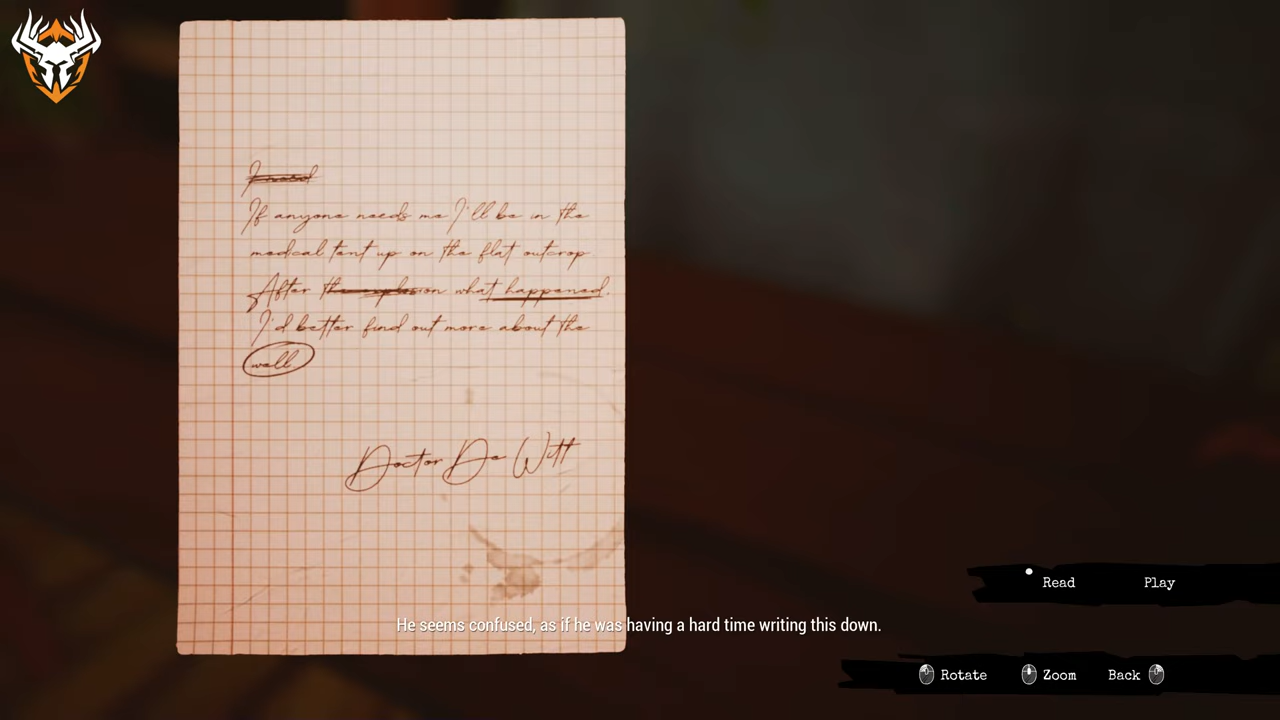 If anyone needs me I'll be in the
medical tent up on the flat outcrop
After the explosion what happened.
I'd better find out more about the
wall
Doctor De Witt
He seems confused, as if he was having a hard time writing this down.
Read Play
Rotate Zoom Back